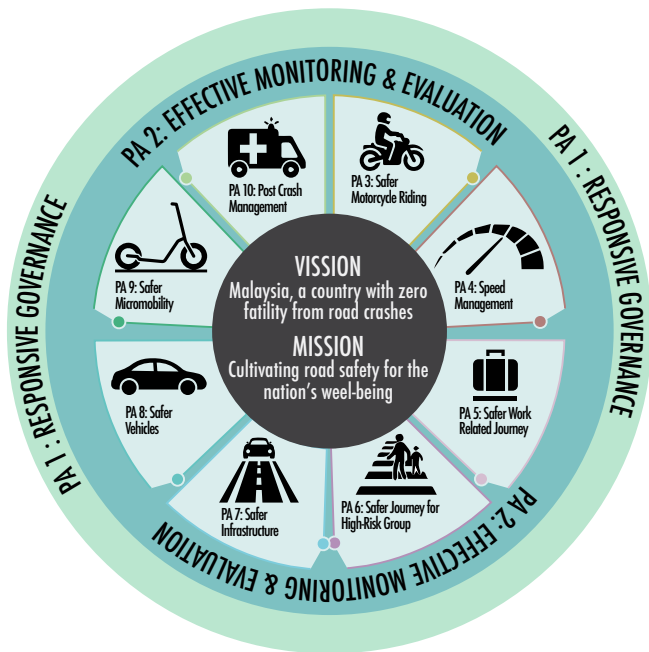 PA 1 : RESPONSIVE GOVERNANCE
PA 1 : RESPONSIVE GOVERNANCE
PA 2: EFFECTIVE MONITORING & EVALUATION
PA 2: EFFECTIVE MONITORING & EVALUATION
VISSION
Malaysia, a country with zero
fatility from road crashes
MISSION
Cultivating road safety for the
nation's weel-being
PA 3: Safer
Motorcycle Riding
PA 4: Speed
Management
PA 5: Safer Work
Related Journey
PA 6: Safer Journey for
High-Risk Group
PA 7: Safer
Infrastructure
PA 8: Safer
Vehicles
PA 9: Safer
Micromobility
PA 10: Post Crash
Management